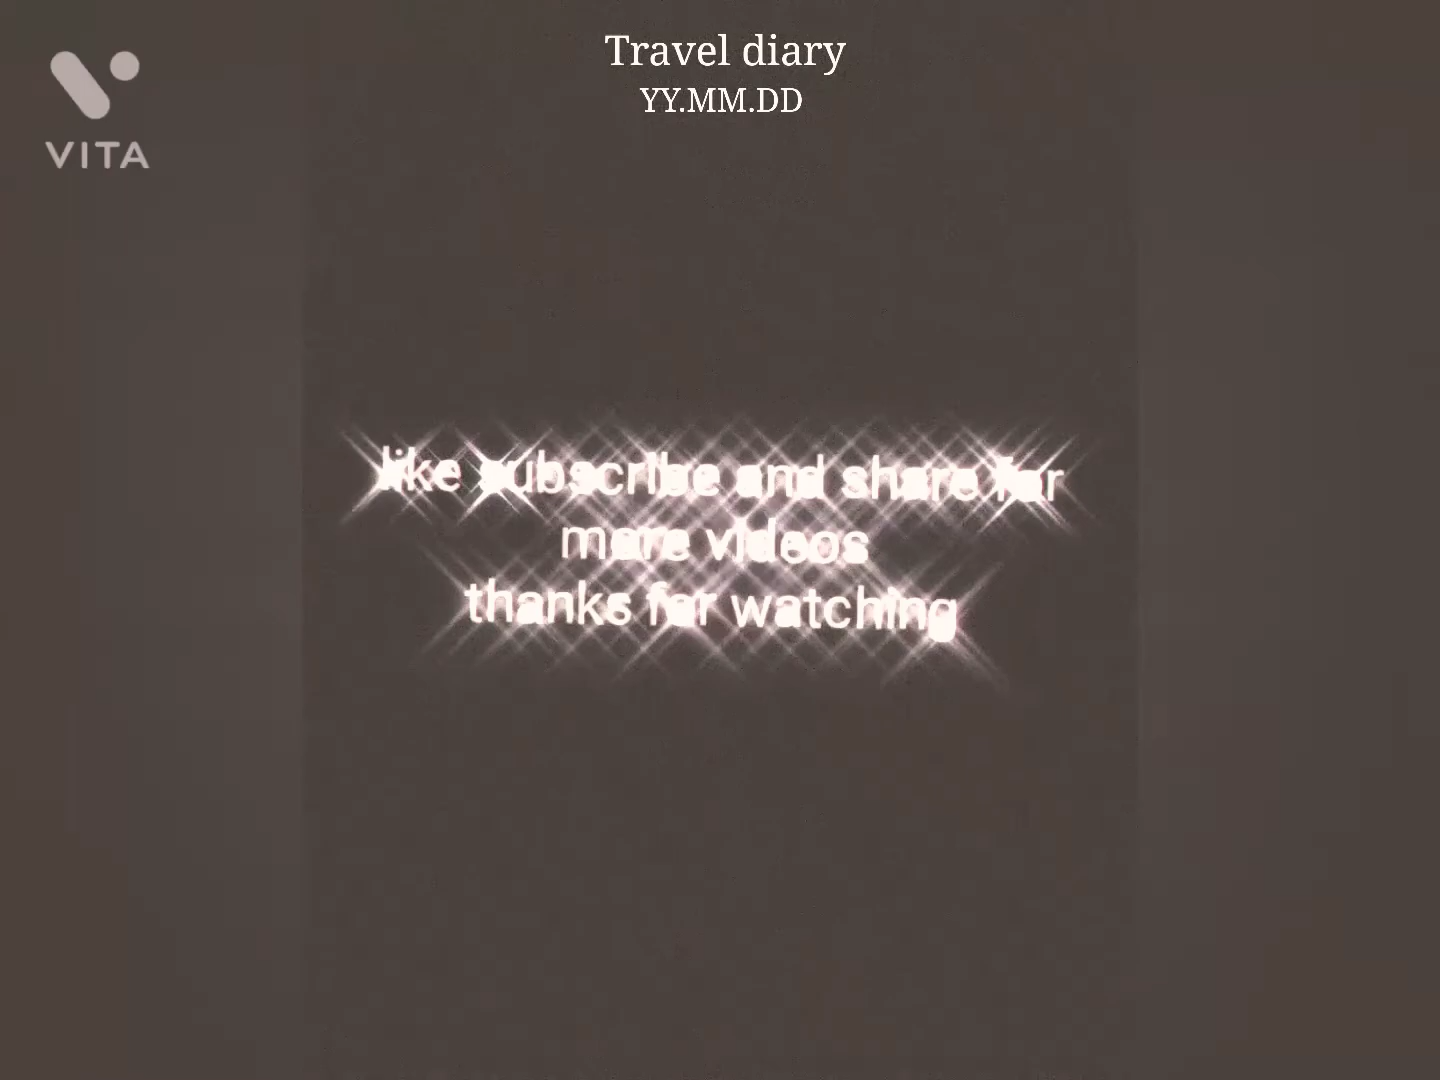 Travel diary
YY.MM.DD
VITA
like subscribe and share for
more videos
thanks for watching